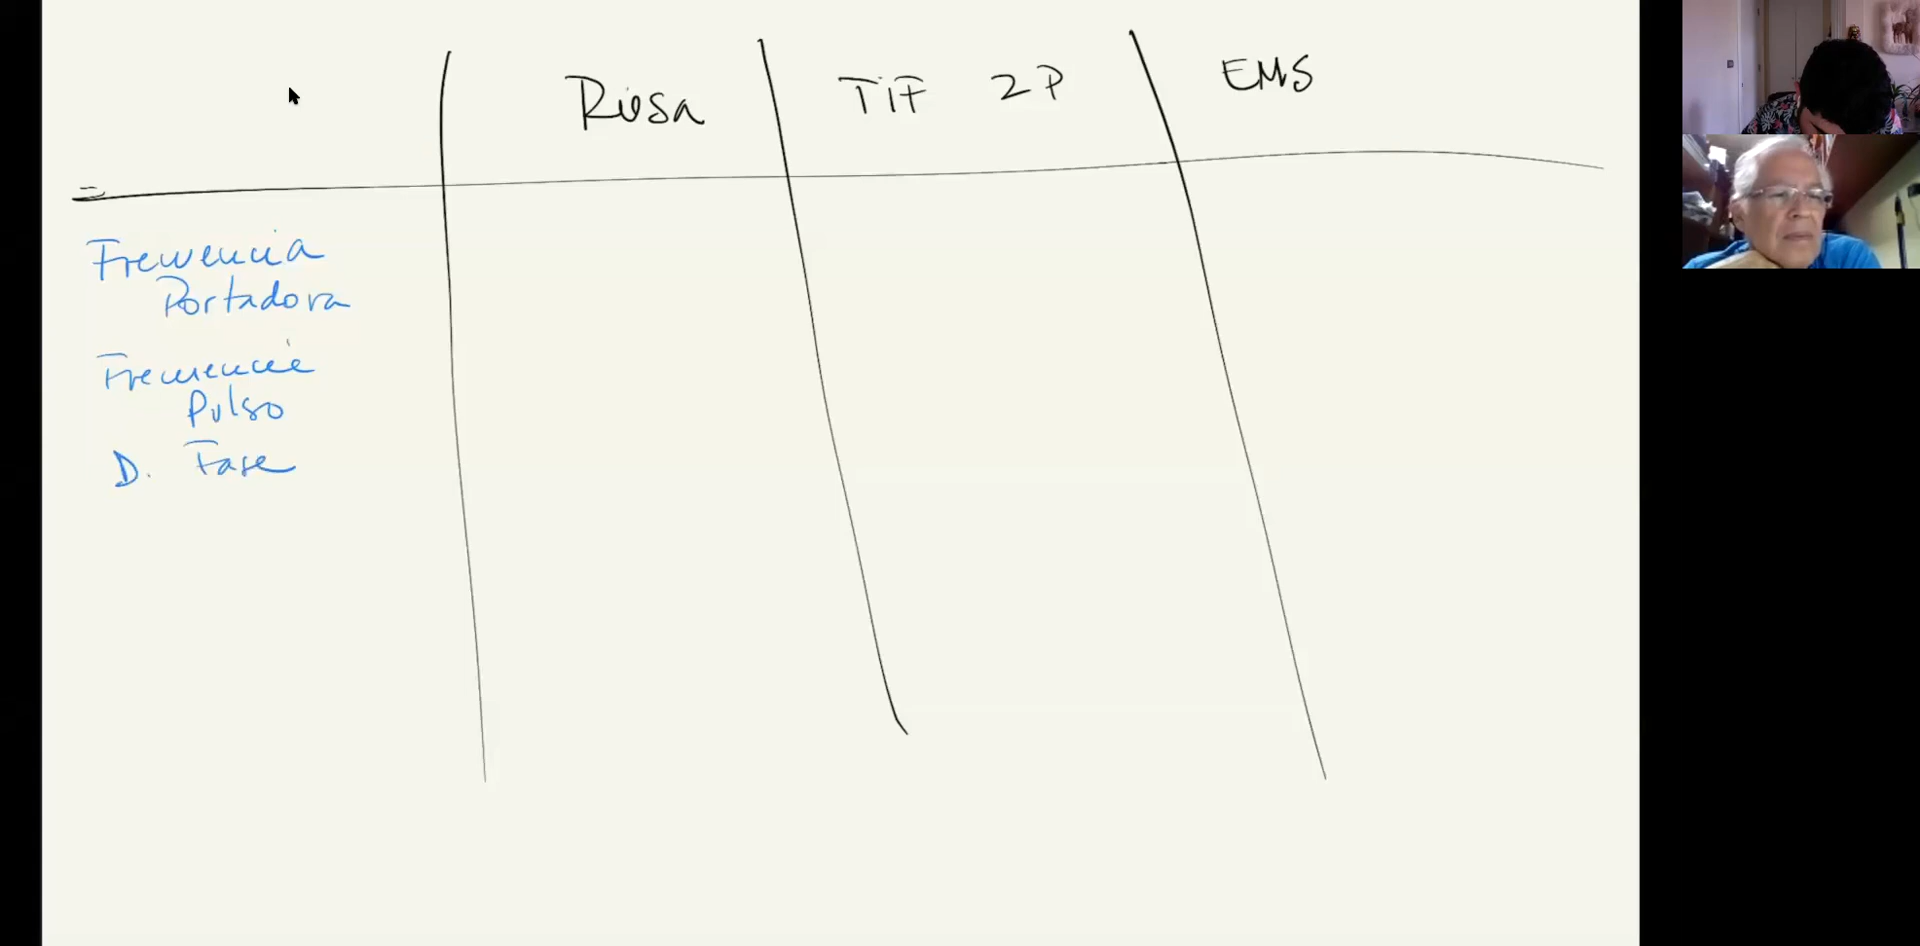 Rusa
TIF 2P
EMS
Frecuencia
Portadora
Frecuencia
Pulso
D. Fase